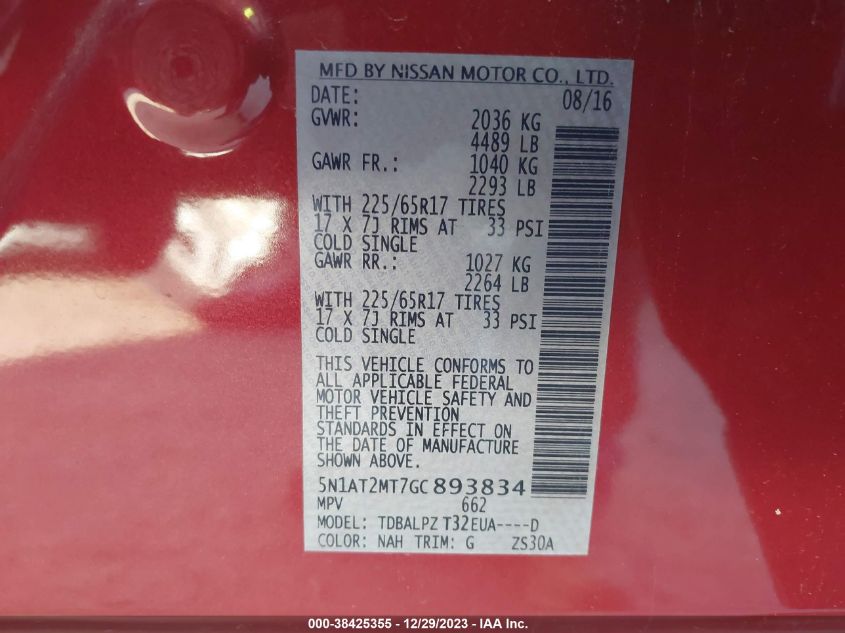 MFD BY NISSAN MOTOR CO., LTD.
DATE: 08/16
GVWR: 2036 KG
4489 LB
GAWR FR.: 1040 KG
2293 LB
WITH 225/65R17 TIRES
17 X 7J RIMS AT 33 PSI
COLD SINGLE
GAWR RR.: 1027 KG
2264 LB
WITH 225/65R17 TIRES
17 X 7J RIMS AT 33 PSI
COLD SINGLE
THIS VEHICLE CONFORMS TO
ALL APPLICABLE FEDERAL
MOTOR VEHICLE SAFETY AND
THEFT PREVENTION
STANDARDS IN EFFECT ON
THE DATE OF MANUFACTURE
SHOWN ABOVE.
5N1AT2MT7GC893834
MPV 662
MODEL: TDBALPZ T32EUA----D
COLOR: NAH TRIM: G ZS30A
000-38425355 - 12/29/2023 - IAA Inc.